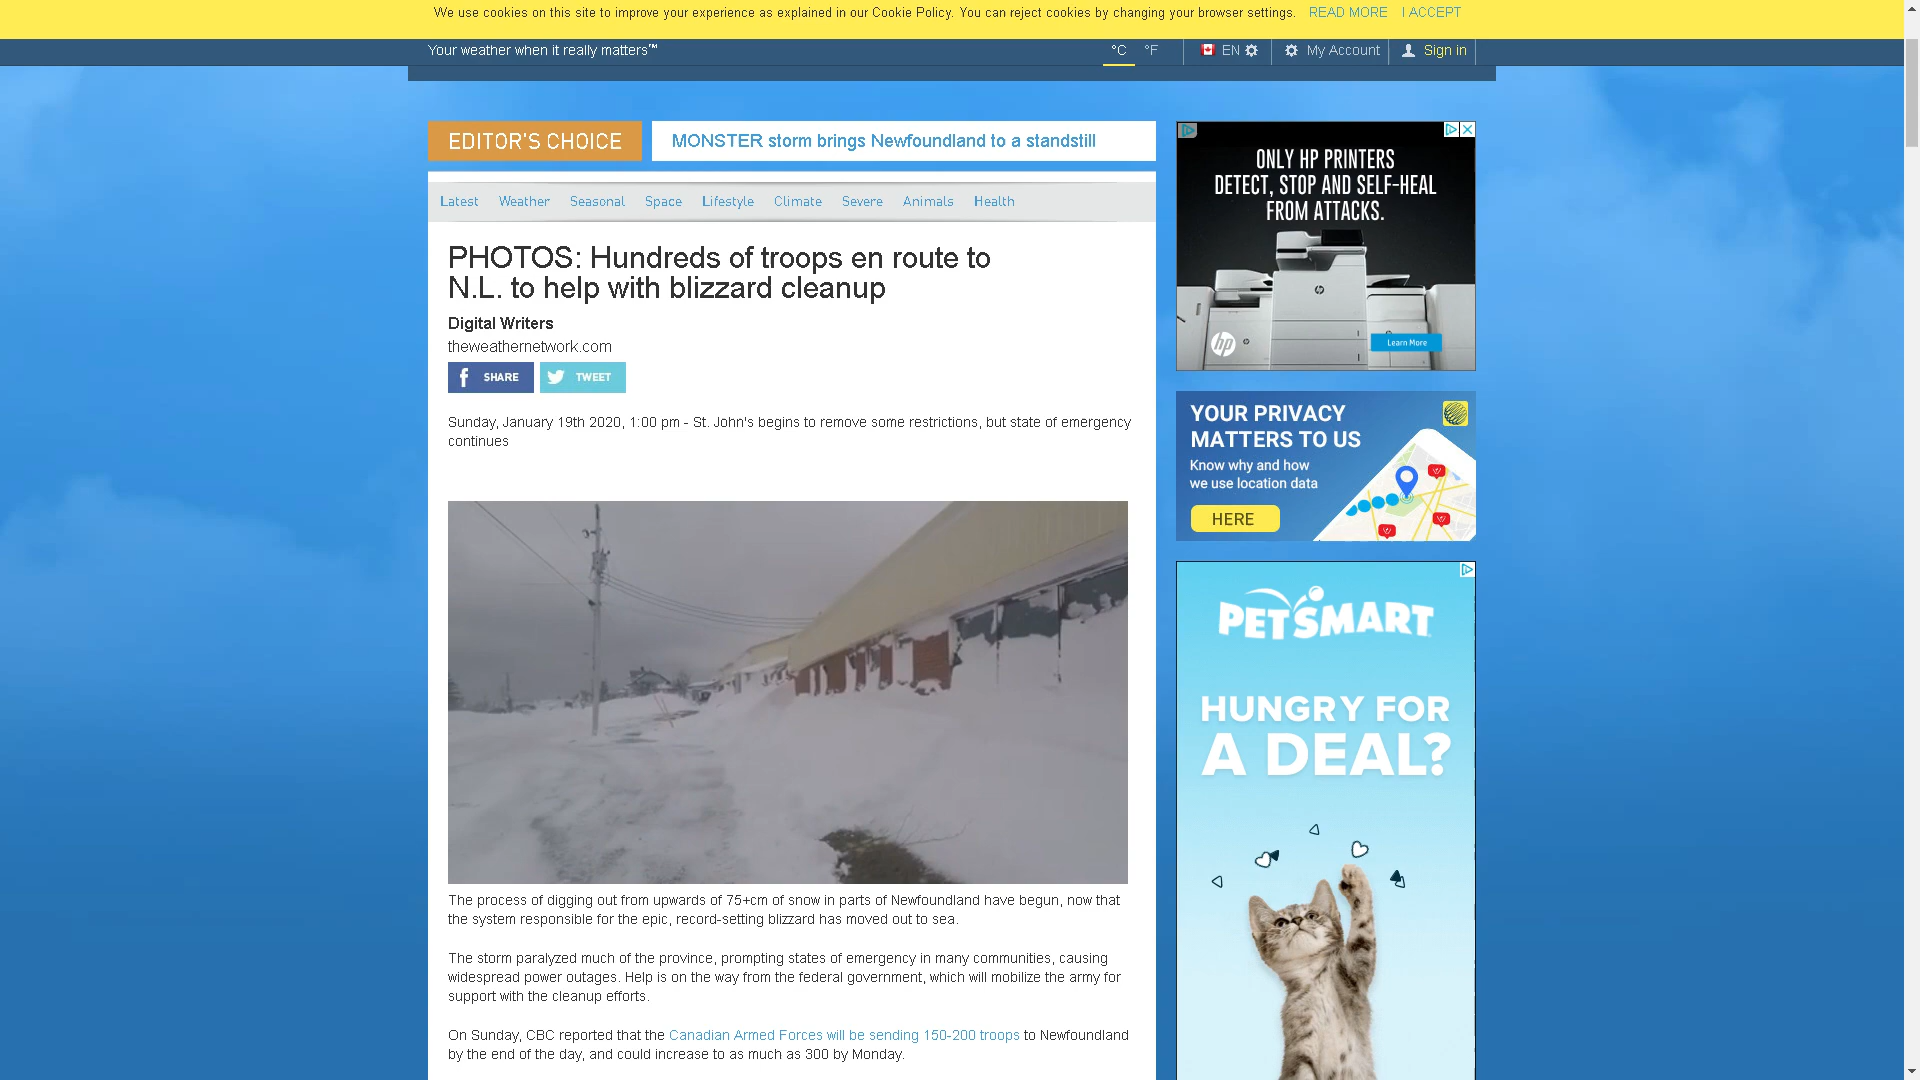 We use cookies on this site to improve your experience as explained in our Cookie Policy. You can reject cookies by changing your browser settings. READ MORE I ACCEPT
Your weather when it really matters™
°C °F EN My Account Sign in
EDITOR'S CHOICE
MONSTER storm brings Newfoundland to a standstill
Latest Weather Seasonal Space Lifestyle Climate Severe Animals Health
PHOTOS: Hundreds of troops en route to
N.L. to help with blizzard cleanup
Digital Writers
theweathernetwork.com
SHARE TWEET
Sunday, January 19th 2020, 1:00 pm - St. John's begins to remove some restrictions, but state of emergency
continues
The process of digging out from upwards of 75+cm of snow in parts of Newfoundland have begun, now that
the system responsible for the epic, record-setting blizzard has moved out to sea.
The storm paralyzed much of the province, prompting states of emergency in many communities, causing
widespread power outages. Help is on the way from the federal government, which will mobilize the army for
support with the cleanup efforts.
On Sunday, CBC reported that the Canadian Armed Forces will be sending 150-200 troops to Newfoundland
by the end of the day, and could increase to as much as 300 by Monday.
ONLY HP PRINTERS
DETECT, STOP AND SELF-HEAL
FROM ATTACKS.
hp
Learn More
YOUR PRIVACY
MATTERS TO US
Know why and how
we use location data
HERE
PETSMART
HUNGRY FOR
A DEAL?